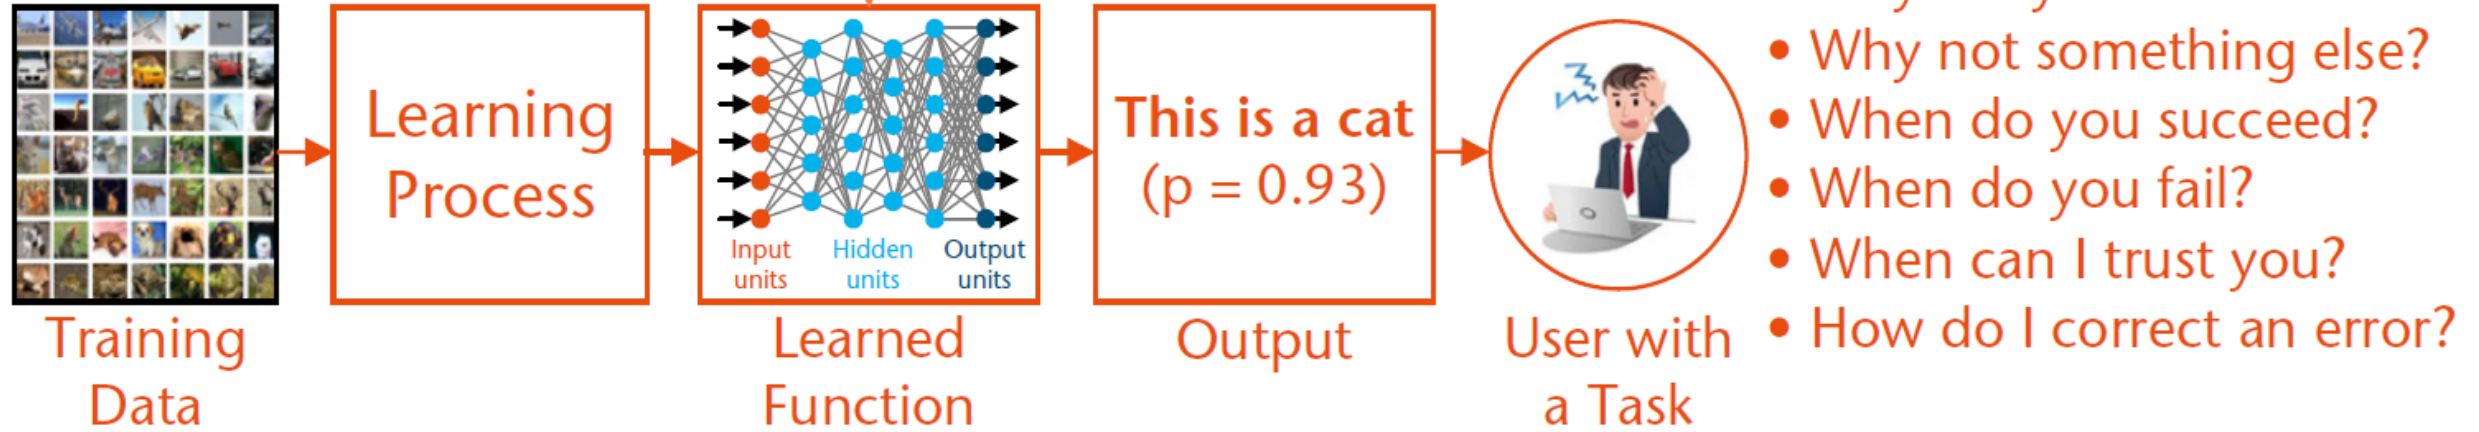 Learning
Process
Input
units
Hidden
units
Output
units
This is a cat
(p = 0.93)
• Why not something else?
• When do you succeed?
• When do you fail?
• When can I trust you?
• How do I correct an error?
Training
Data
Learned
Function
Output
User with
a Task